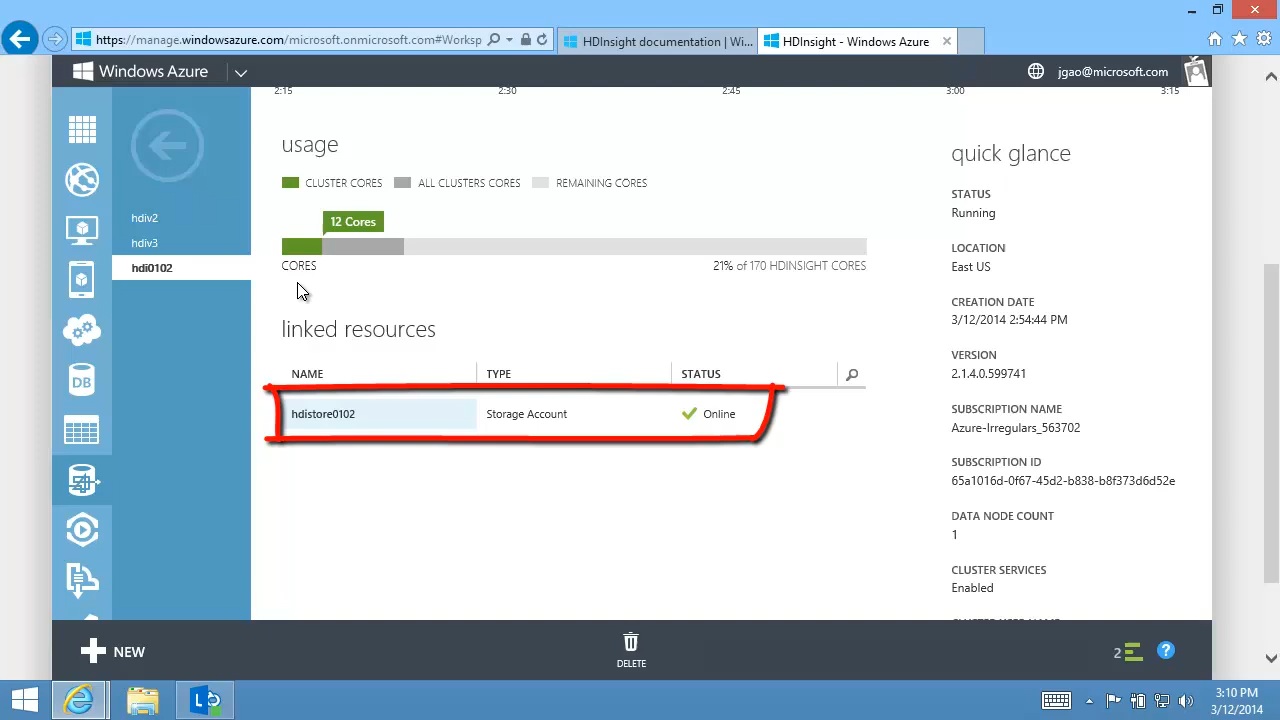 https://manage.windowsazure.com/microsoft.onmicrosoft.com#Worksp
HDInsight documentation | Wi...
HDInsight - Windows Azure
Windows Azure
jgao@microsoft.com
2:15 2:30 2:45 3:00 3:15
hdiv2
hdiv3
hdi0102
usage
CLUSTER CORES ALL CLUSTERS CORES REMAINING CORES
12 Cores
CORES 21% of 170 HDINSIGHT CORES
linked resources
NAME TYPE STATUS
hdistore0102 Storage Account Online
quick glance
STATUS
Running
LOCATION
East US
CREATION DATE
3/12/2014 2:54:44 PM
VERSION
2.1.4.0.599741
SUBSCRIPTION NAME
Azure-Irregulars_563702
SUBSCRIPTION ID
65a1016d-0f67-45d2-b838-b8f373d6d52e
DATA NODE COUNT
1
CLUSTER SERVICES
Enabled
DB
NEW
DELETE
2
?
3:10 PM
3/12/2014